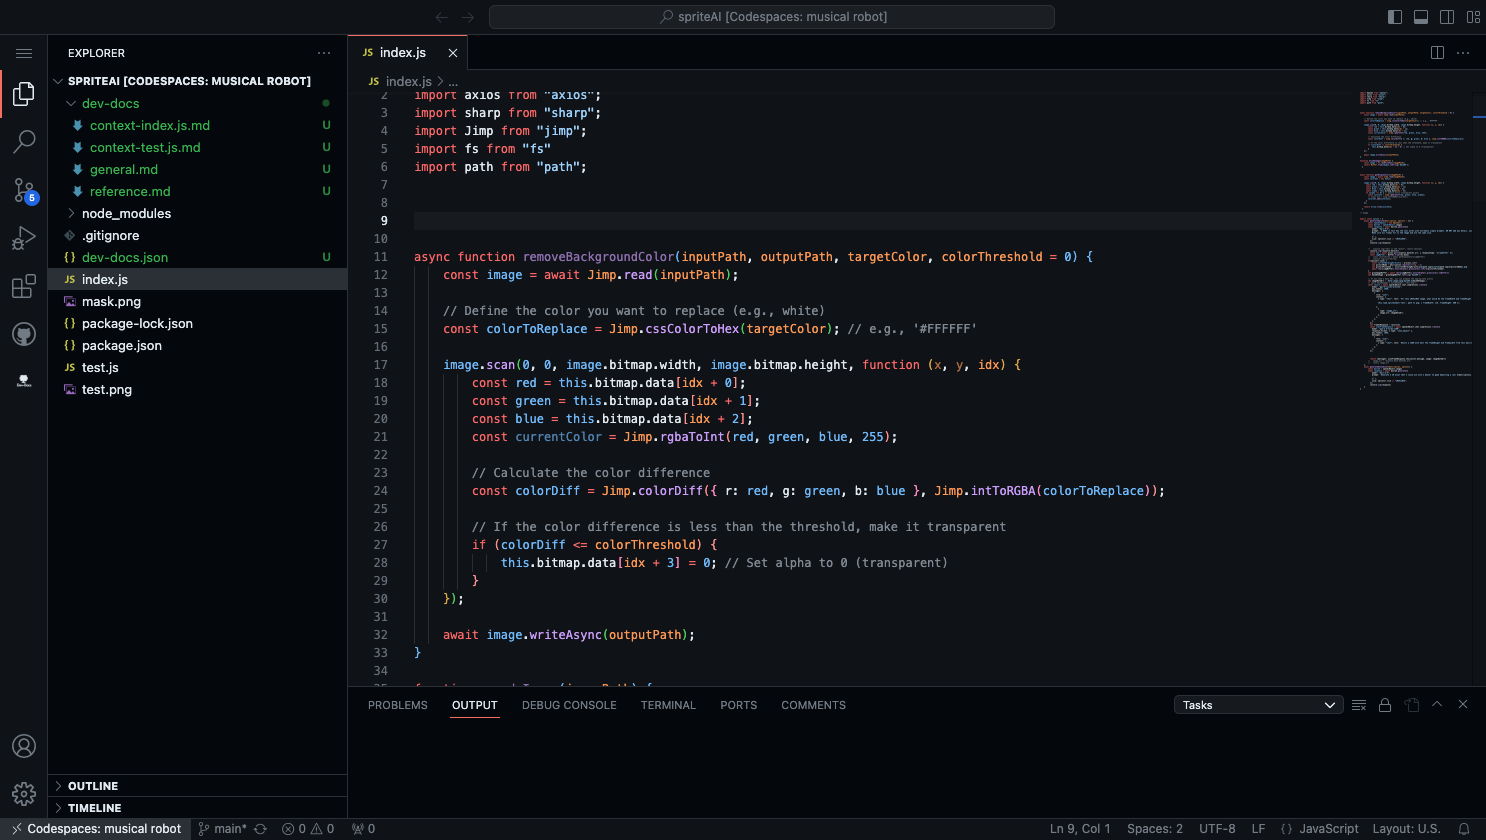 spriteAI [Codespaces: musical robot]
EXPLORER
SPRITEAI [CODESPACES: MUSICAL ROBOT]
dev-docs
context-index.js.md U
context-test.js.md U
general.md U
reference.md U
node_modules
.gitignore
{} dev-docs.json U
JS index.js
mask.png
{} package-lock.json
{} package.json
JS test.js
test.png
OUTLINE
TIMELINE
5
JS index.js
JS index.js > ...
2 import axios from "axios";
3 import sharp from "sharp";
4 import Jimp from "jimp";
5 import fs from "fs"
6 import path from "path";
7
8
9
10
11 async function removeBackgroundColor(inputPath, outputPath, targetColor, colorThreshold = 0) {
12 const image = await Jimp.read(inputPath);
13
14 // Define the color you want to replace (e.g., white)
15 const colorToReplace = Jimp.cssColorToHex(targetColor); // e.g., '#FFFFFF'
16
17 image.scan(0, 0, image.bitmap.width, image.bitmap.height, function (x, y, idx) {
18 const red = this.bitmap.data[idx + 0];
19 const green = this.bitmap.data[idx + 1];
20 const blue = this.bitmap.data[idx + 2];
21 const currentColor = Jimp.rgbaToInt(red, green, blue, 255);
22
23 // Calculate the color difference
24 const colorDiff = Jimp.colorDiff({ r: red, g: green, b: blue }, Jimp.intToRGBA(colorToReplace));
25
26 // If the color difference is less than the threshold, make it transparent
27 if (colorDiff <= colorThreshold) {
28 this.bitmap.data[idx + 3] = 0; // Set alpha to 0 (transparent)
29 }
30 });
31
32 await image.writeAsync(outputPath);
33 }
34
PROBLEMS OUTPUT DEBUG CONSOLE TERMINAL PORTS COMMENTS
Tasks
Codespaces: musical robot main* 0 0 0 Ln 9, Col 1 Spaces: 2 UTF-8 LF {} JavaScript Layout: U.S.